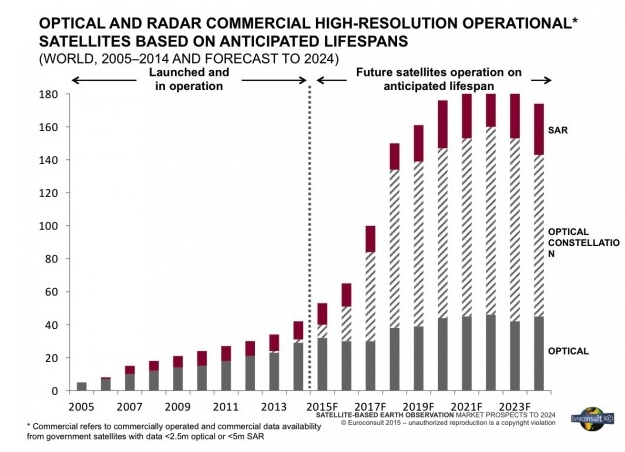 OPTICAL AND RADAR COMMERCIAL HIGH-RESOLUTION OPERATIONAL*
SATELLITES BASED ON ANTICIPATED LIFESPANS
(WORLD, 2005–2014 AND FORECAST TO 2024)
Launched and
in operation
Future satellites operation on
anticipated lifespan
180
160
140
120
100
80
60
40
20
0
SAR
OPTICAL
CONSTELLATIO
N
OPTICAL
2005 2007 2009 2011 2013 2015F 2017F 2019F 2021F 2023F
SATELLITE-BASED EARTH OBSERVATION MARKET PROSPECTS TO 2024
© Euroconsult 2015 – unauthorized reproduction is a copyright violation
* Commercial refers to commercially operated and commercial data availability
from government satellites with data <2.5m optical or <5m SAR
Euroconsult